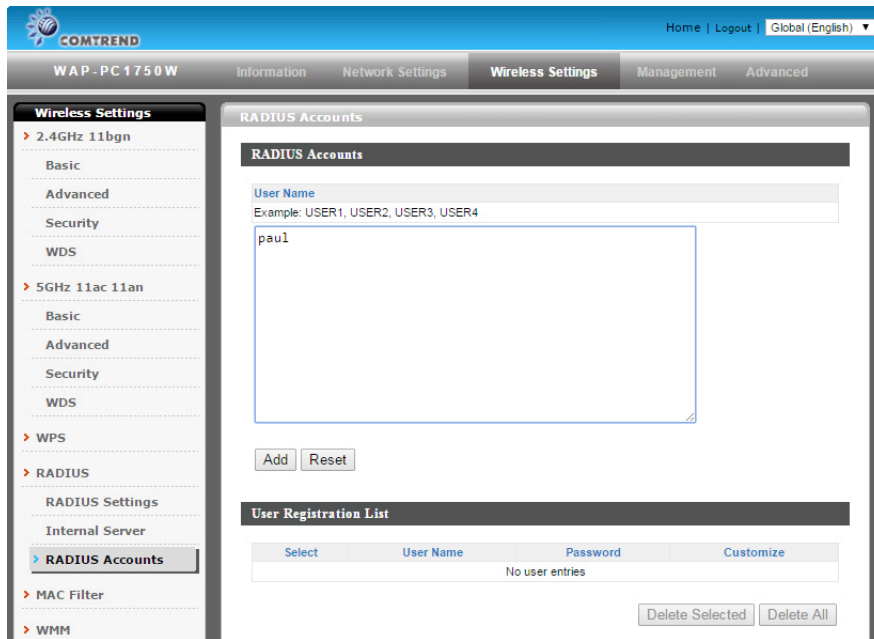 COMTREND
Home | Logout | Global (English)
WAP-PC1750W
Information
Network Settings
Wireless Settings
Management
Advanced
Wireless Settings
2.4GHz 11bgn
Basic
Advanced
Security
WDS
5GHz 11ac 11an
Basic
Advanced
Security
WDS
WPS
RADIUS
RADIUS Settings
Internal Server
RADIUS Accounts
MAC Filter
WMM
RADIUS Accounts
RADIUS Accounts
User Name
Example: USER1, USER2, USER3, USER4
paul
Add Reset
User Registration List
Select User Name Password Customize
No user entries
Delete Selected Delete All